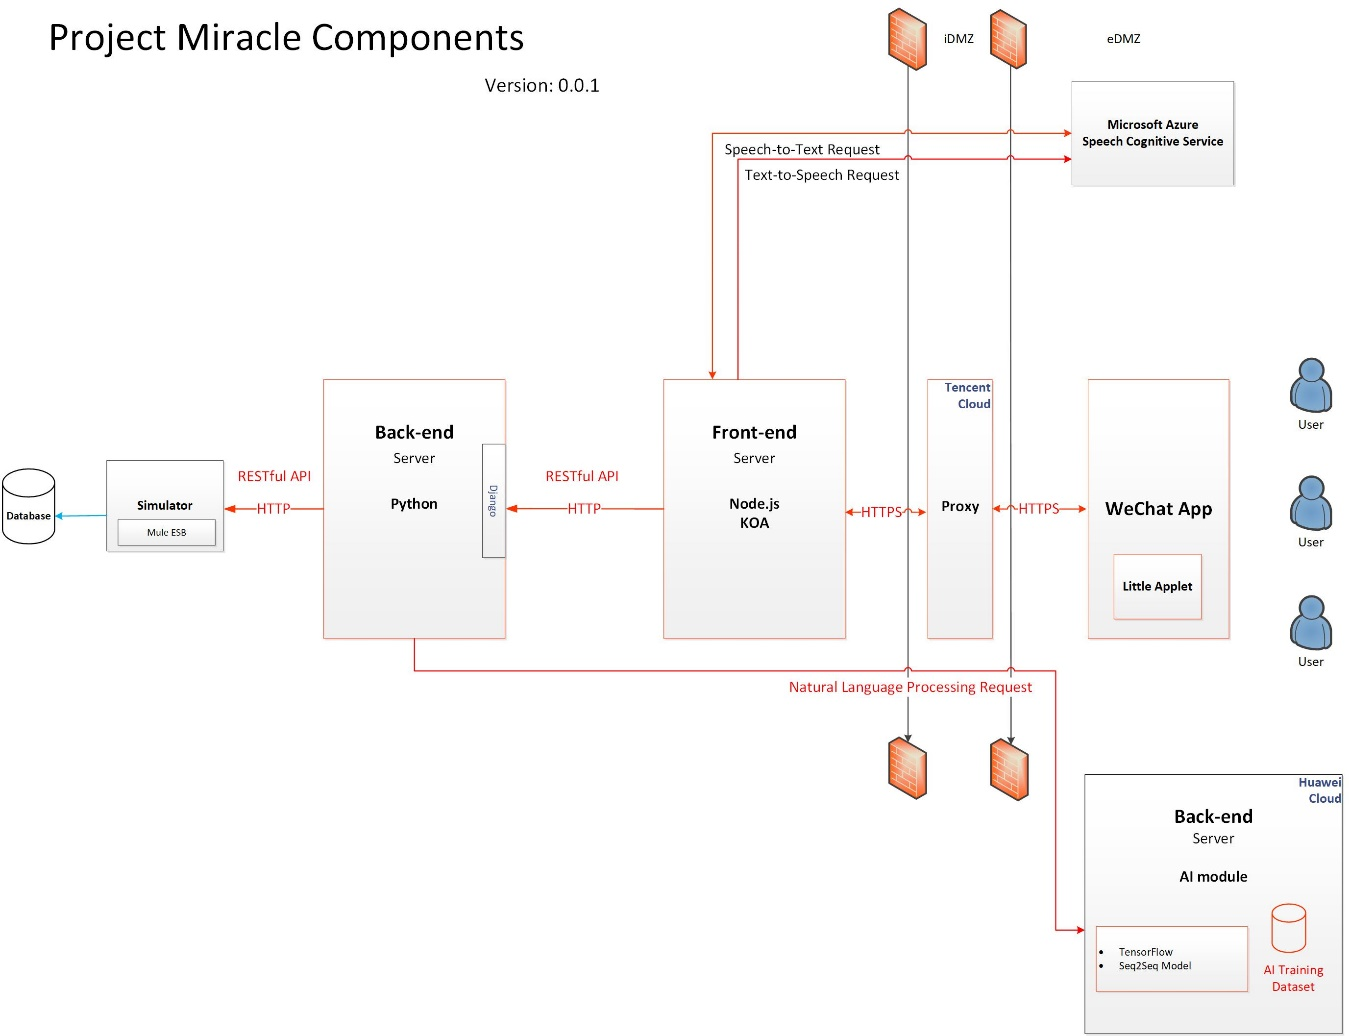 Project Miracle Components
Version: 0.0.1
iDMZ
eDMZ
Microsoft Azure
Speech Cognitive Service
Speech-to-Text Request
Text-to-Speech Request
Database
Simulator
Mule ESB
RESTful API
HTTP
Back-end
Server
Python
Django
RESTful API
HTTP
Front-end
Server
Node.js
KOA
HTTPS
Tencent
Cloud
Proxy
HTTPS
WeChat App
Little Applet
User
User
User
Natural Language Processing Request
Huawei
Cloud
Back-end
Server
AI module
• TensorFlow
• Seq2Seq Model
AI Training
Dataset